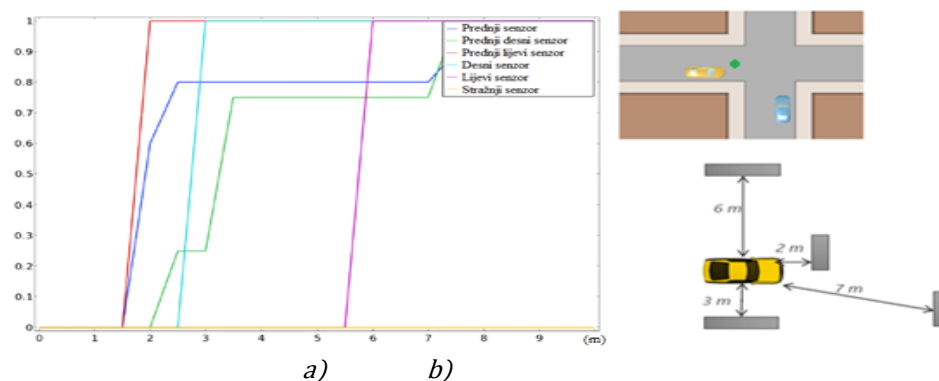 1
0.9
0.8
0.7
0.6
0.5
0.4
0.3
0.2
0.1
0
0 1 2 3 4 5 6 7 8 9 (m)
Prednji senzor
Prednji desni senzor
Prednji lijevi senzor
Desni senzor
Lijevi senzor
Stražnji senzor
6 m
2 m
7 m
3 m
a) b)